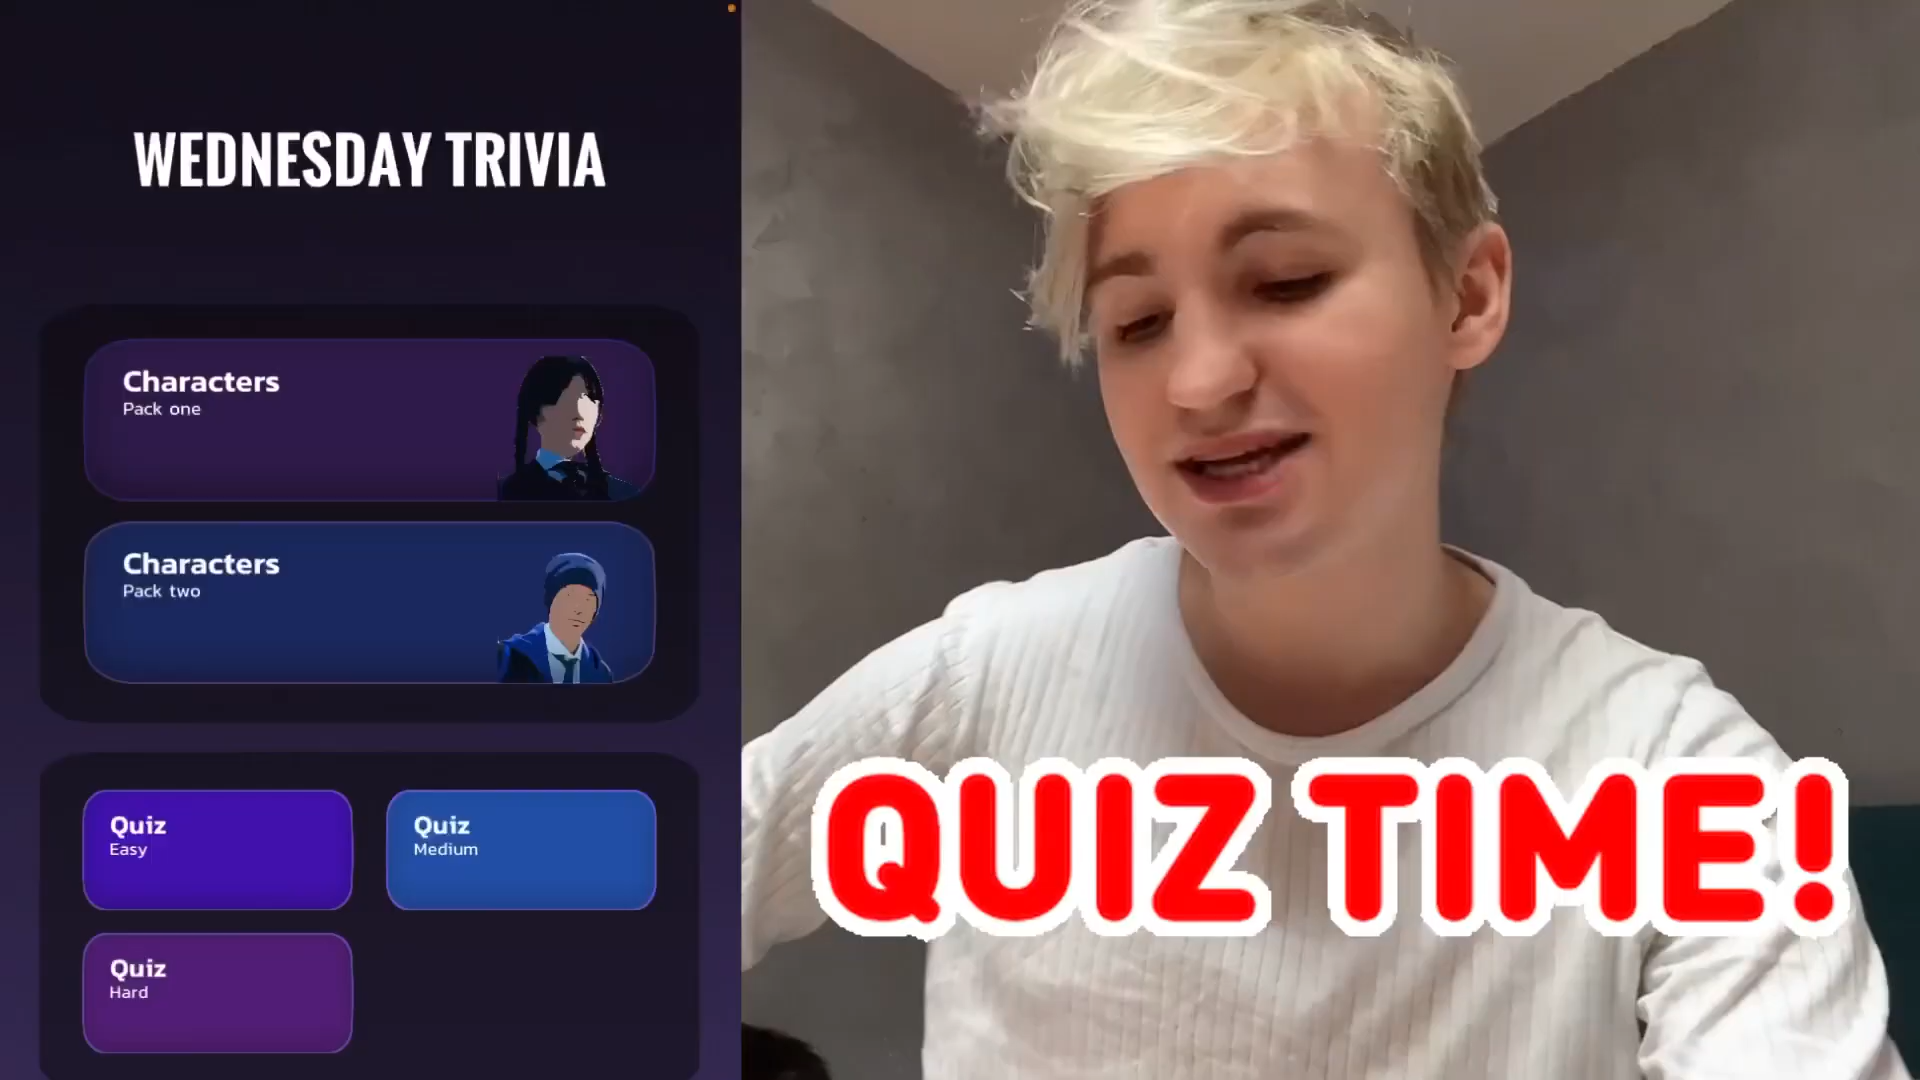 WEDNESDAY TRIVIA
Characters
Pack one
Characters
Pack two
Quiz
Easy
Quiz
Medium
Quiz
Hard
QUIZ TIME!